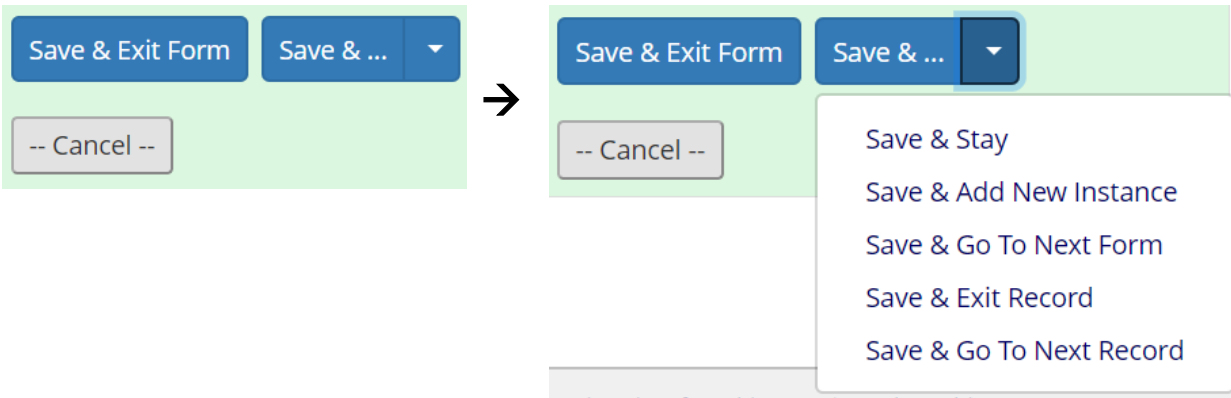 Save & Exit Form Save & ...
-- Cancel --
Save & Exit Form Save & ...
-- Cancel --
Save & Stay
Save & Add New Instance
Save & Go To Next Form
Save & Exit Record
Save & Go To Next Record